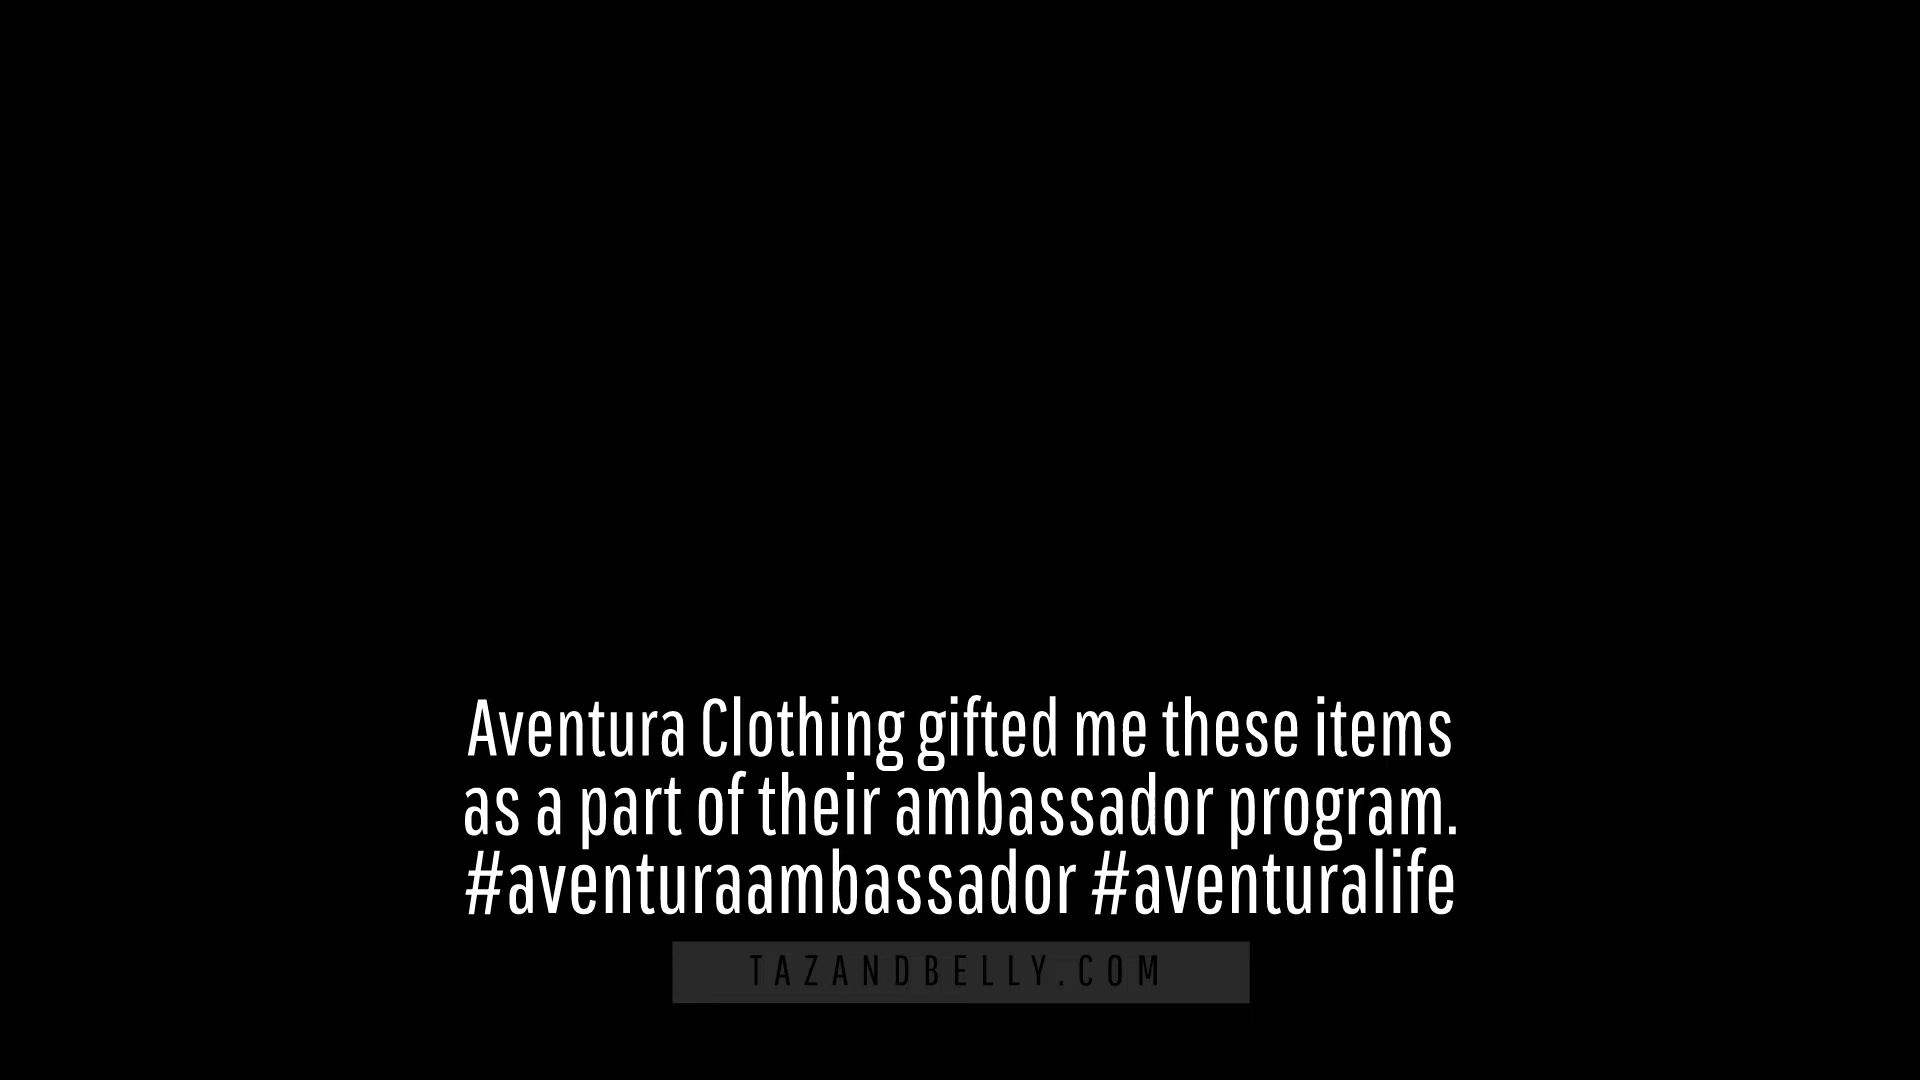 Aventura Clothing gifted me these items
as a part of their ambassador program.
#aventuraambassador #aventuralife
TAZANDBELLY.COM